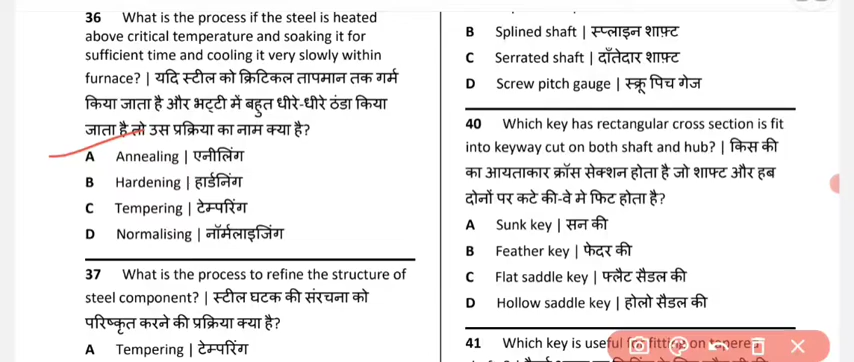 36 What is the process if the steel is heated
above critical temperature and soaking it for
sufficient time and cooling it very slowly within
furnace? | यदि स्टील को क्रिटिकल तापमान तक गर्म
किया जाता है और भट्टी में बहुत धीरे-धीरे ठंडा किया
जाता है तो उस प्रक्रिया का नाम क्या है?
A Annealing | एनीलिंग
B Hardening | हार्डनिंग
C Tempering | टेम्परिंग
D Normalising | नॉर्मलाइजिंग
37 What is the process to refine the structure of
steel component? | स्टील घटक की संरचना को
परिष्कृत करने की प्रक्रिया क्या है?
A Tempering | टेम्परिंग
B Splined shaft | स्प्लाइन शाफ़्ट
C Serrated shaft | दाँतेदार शाफ़्ट
D Screw pitch gauge | स्क्रू पिच गेज
40 Which key has rectangular cross section is fit
into keyway cut on both shaft and hub? | किस की
का आयताकार क्रॉस सेक्शन होता है जो शाफ्ट और हब
दोनों पर कटे की-वे मे फिट होता है?
A Sunk key | सन की
B Feather key | फेदर की
C Flat saddle key | फ्लैट सैडल की
D Hollow saddle key | होलो सैडल की
41 Which key is useful fitting on